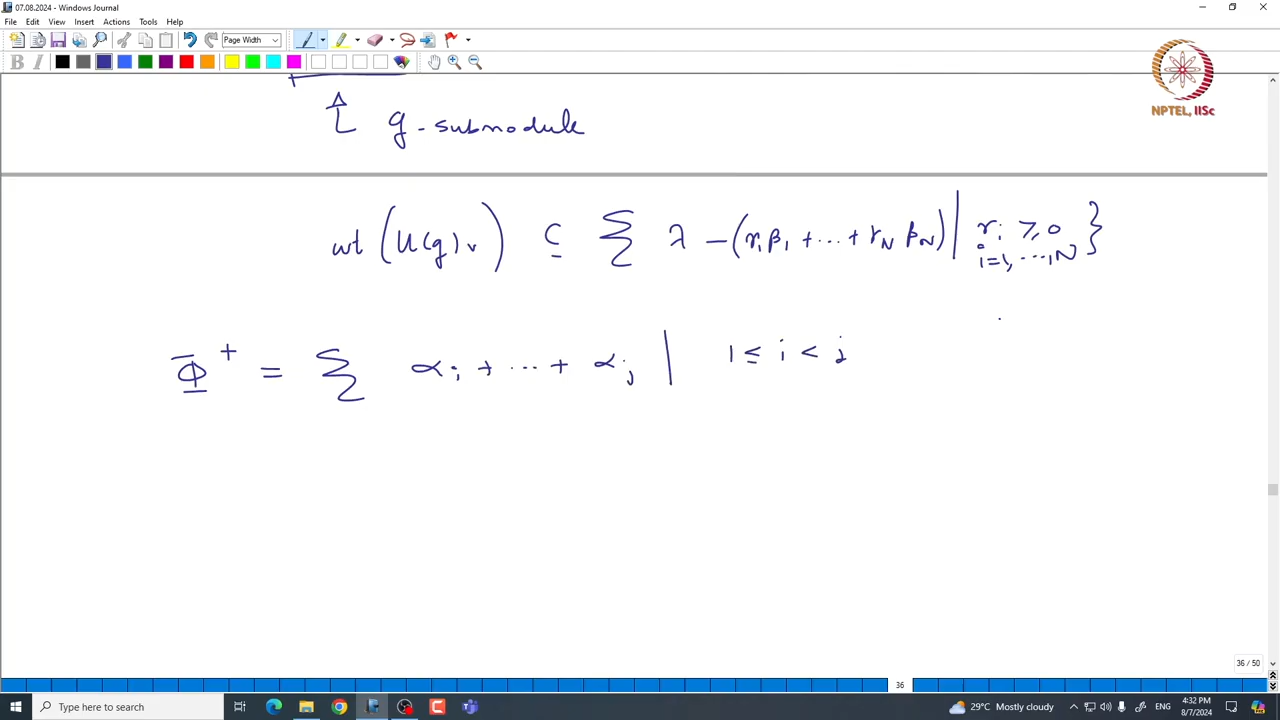 07.08.2024 - Windows Journal
File Edit View Insert Actions Tools Help
Page Width
B I
NPTEL, IISc
g - submodule
wt (U(g) v) ⊆ { λ - (r₁β₁ + ... + r_N β_N) | rᵢ ≥ 0
i=1, ..., N }
Φ⁺ = { αᵢ + ... + αⱼ | 1 ≤ i < j
36 / 50
36
Type here to search
29°C Mostly cloudy
4:32 PM
8/7/2024